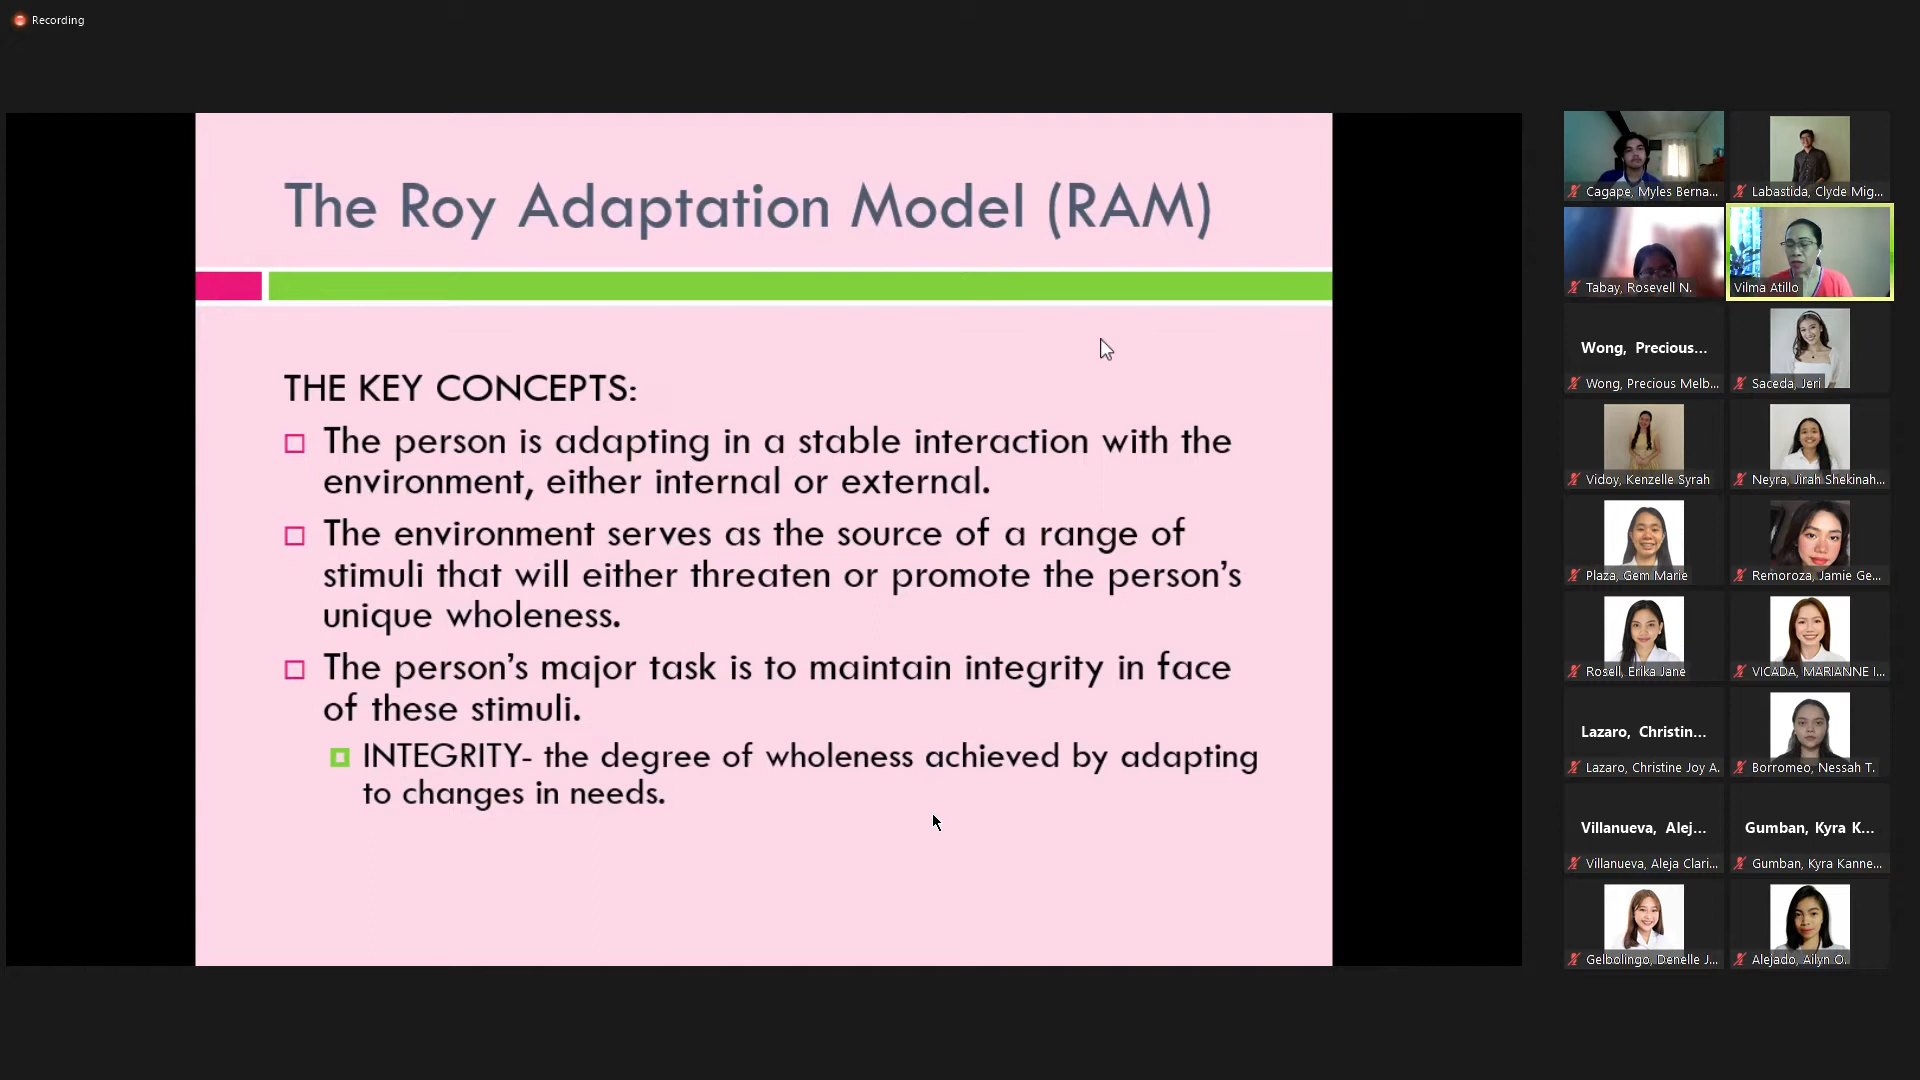 Recording
The Roy Adaptation Model (RAM)
THE KEY CONCEPTS:
The person is adapting in a stable interaction with the
environment, either internal or external.
The environment serves as the source of a range of
stimuli that will either threaten or promote the person's
unique wholeness.
The person's major task is to maintain integrity in face
of these stimuli.
INTEGRITY- the degree of wholeness achieved by adapting
to changes in needs.
Cagape, Myles Berna...
Labastida, Clyde Mig...
Tabay, Rosevell N.
Vilma Atillo
Wong, Precious...
Wong, Precious Melb...
Saceda, Jeri
Vidoy, Kenzelle Syrah
Neyra, Jirah Shekinah...
Plaza, Gem Marie
Remoroza, Jamie Ge...
Rosell, Erika Jane
VICADA, MARIANNE I...
Lazaro, Christin...
Lazaro, Christine Joy A.
Borromeo, Nessah T.
Villanueva, Alej...
Villanueva, Aleja Clari...
Gumban, Kyra K...
Gumban, Kyra Kanne...
Gelbolingo, Denelle J...
Alejado, Ailyn O.